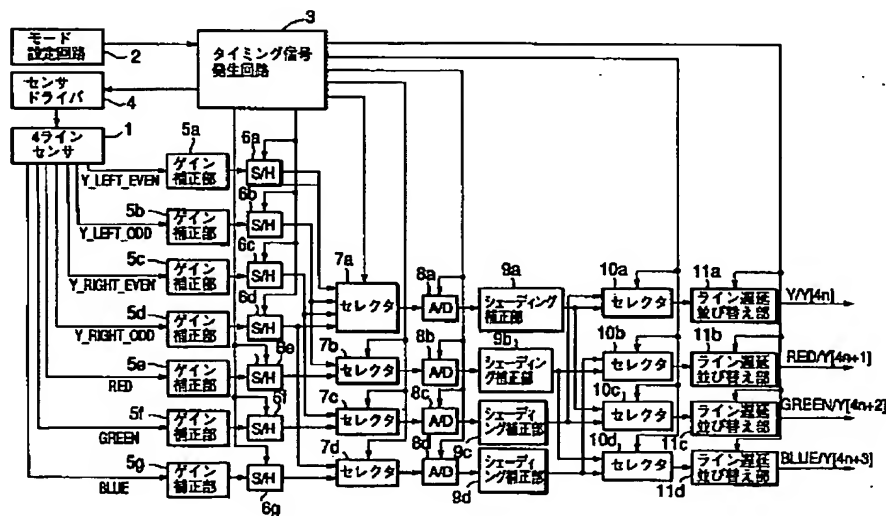 モード
設定回路
2
センサ
ドライバ
4
1
4ライン
センサ
3
タイミング信号
発生回路
5a
ゲイン
補正部
6a
S/H
Y_LEFT_EVEN
5b
ゲイン
補正部
6b
S/H
Y_LEFT_ODD
5c
ゲイン
補正部
6c
S/H
Y_RIGHT_EVEN
5d
ゲイン
補正部
6d
S/H
Y_RIGHT_ODD
5e
ゲイン
補正部
6e
S/H
RED
5f
ゲイン
補正部
6f
S/H
GREEN
5g
ゲイン
補正部
S/H
6g
BLUE
7a
セレクタ
7b
セレクタ
7c
セレクタ
7d
セレクタ
8a
A/D
8b
A/D
8c
A/D
8d
A/D
9a
シェーディング
補正部
9b
シェーディ
ング補正部
シェーディ
ング補正部
9c
シェーディ
ング補正部
9d
10a
セレクタ
10b
セレクタ
10c
セレクタ
10d
セレクタ
11a
ライン遅延
並び替え部
Y/Y[4n]
11b
ライン遅延
並び替え部
RED/Y[4n+1]
ライン遅延
並び替え部
11c
GREEN/Y[4n+2]
ライン遅延
並び替え部
11d
BLUE/Y[4n+3]